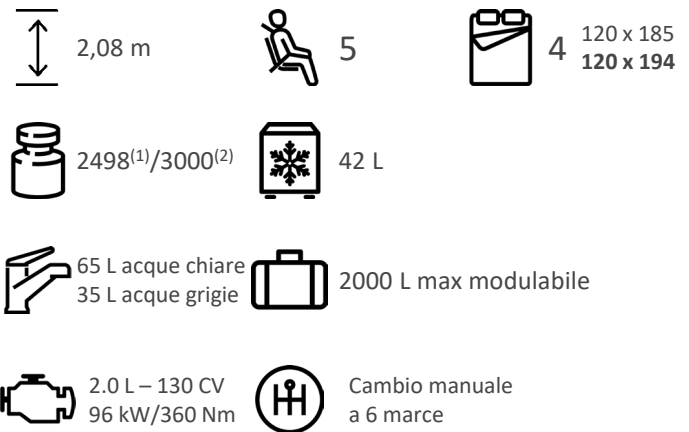 2,08 m
5
4
120 x 185
120 x 194
2498(1)/3000(2)
42 L
65 L acque chiare
35 L acque grigie
2000 L max modulabile
2.0 L – 130 CV
96 kW/360 Nm
Cambio manuale
a 6 marce